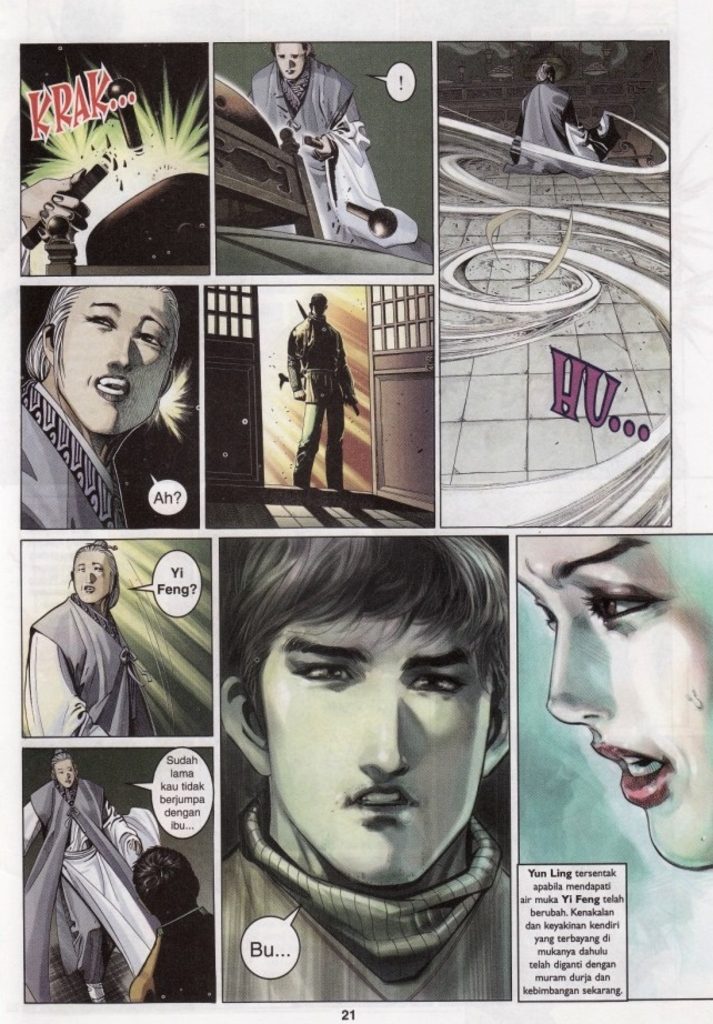 KRAK...
!
HU...
Ah?
Yi
Feng?
Sudah
lama
kau tidak
berjumpa
dengan
ibu...
Bu...
Yun Ling tersentak
apabila mendapati
air muka Yi Feng telah
berubah. Kenakalan
dan keyakinan kendiri
yang terbayang di
mukanya dahulu
telah diganti dengan
muram durja dan
kebimbangan sekarang.
21